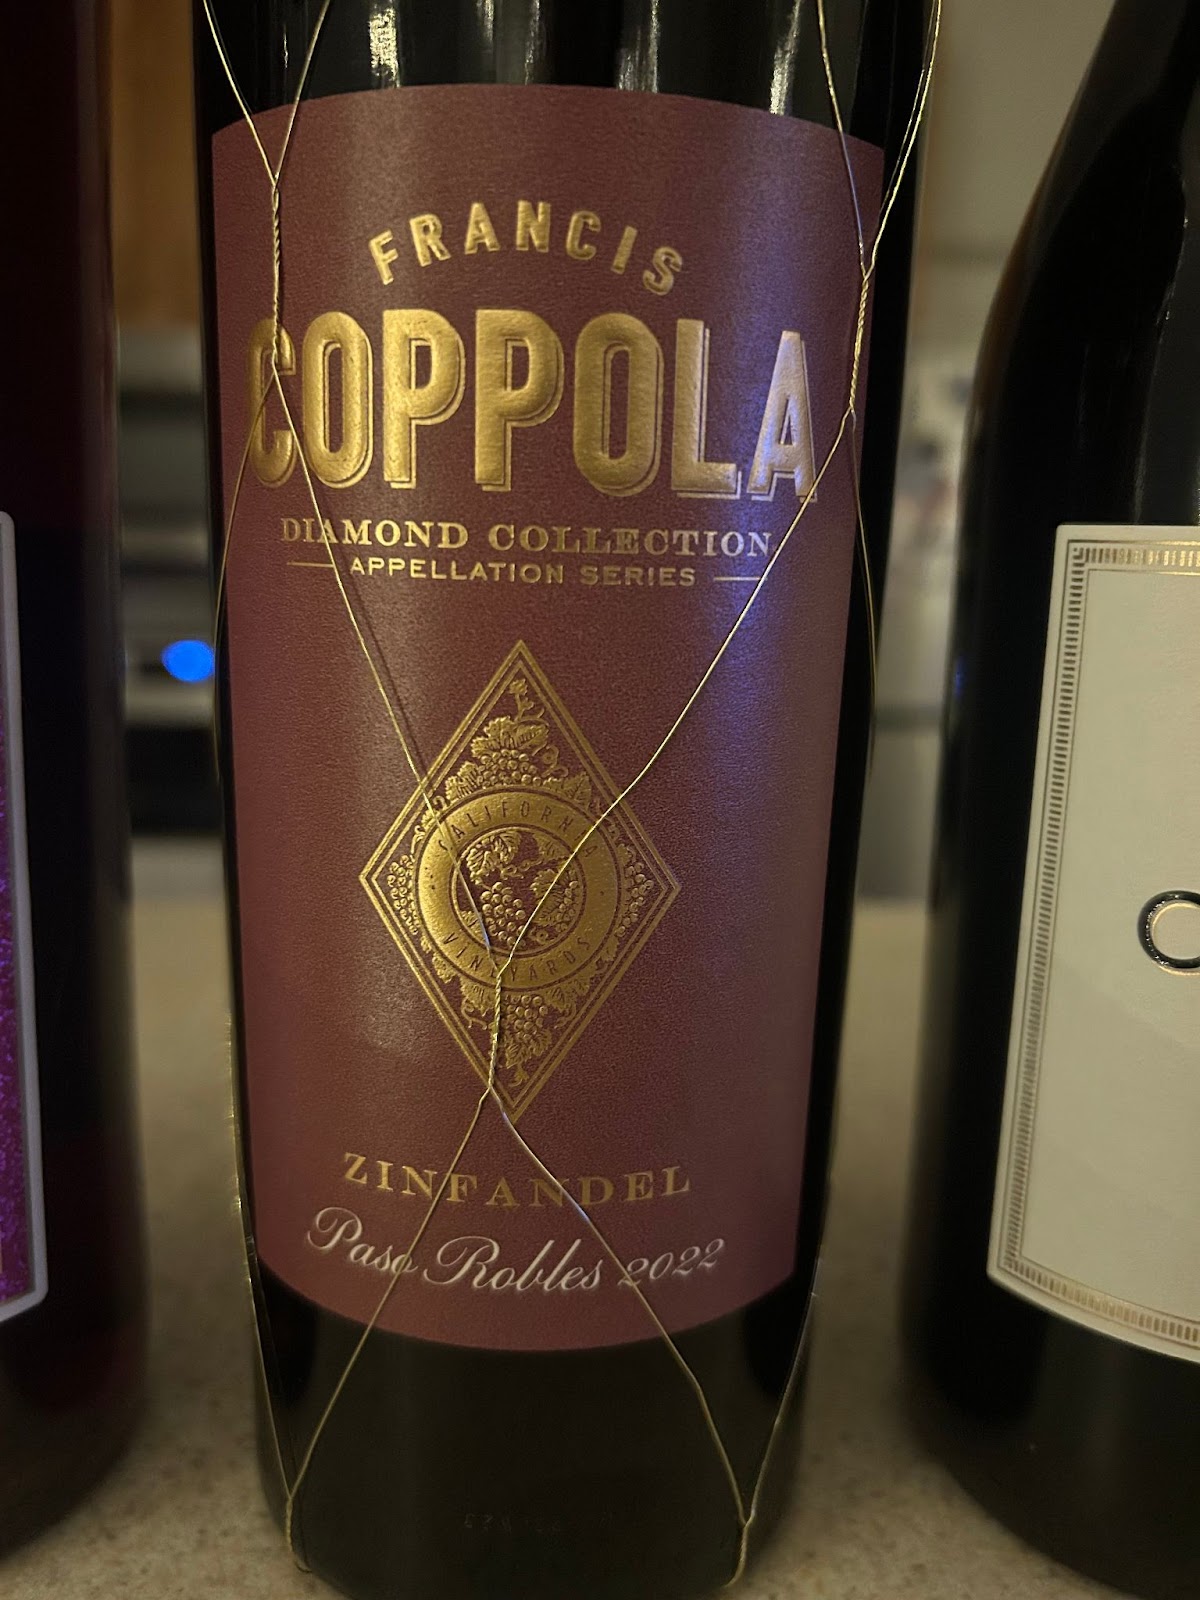 FRANCIS
COPPOLA
DIAMOND COLLECTION
APPELLATION SERIES
CALIFORNIA
VINEYARDS
ZINFANDEL
Paso Robles 2022